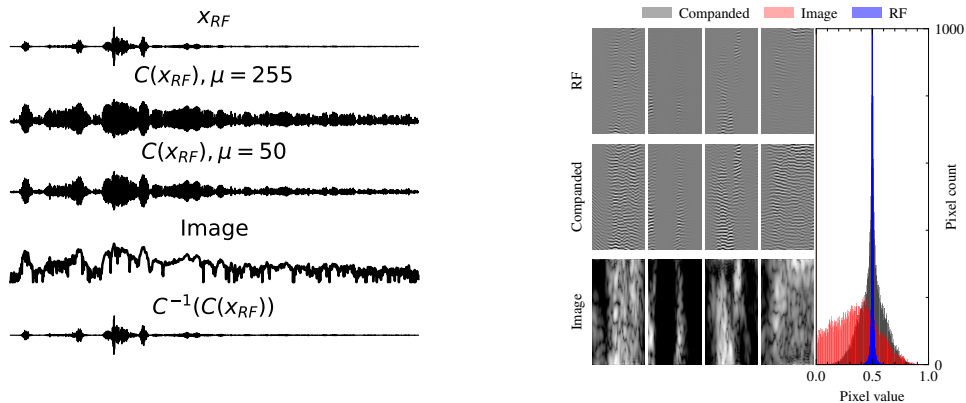 x_RF
C(x_RF), μ = 255
C(x_RF), μ = 50
Image
C⁻¹(C(x_RF))
Companded Image RF
RF
Companded
Image
1000
0
Pixel count
0.0 0.5 1.0
Pixel value